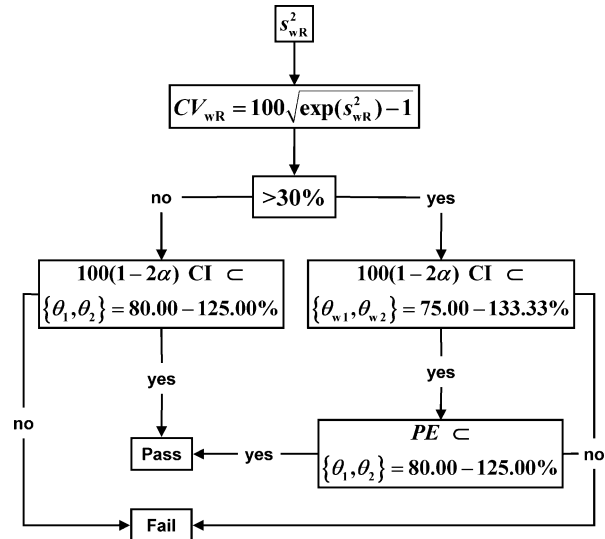 s²wR
CVwR = 100√(exp(s²wR) − 1)
>30%
no
yes
100(1 − 2α) CI ⊂
{θ₁, θ₂} = 80.00 − 125.00%
100(1 − 2α) CI ⊂
{θw1, θw2} = 75.00 − 133.33%
yes
yes
no
PE ⊂
{θ₁, θ₂} = 80.00 − 125.00%
no
yes
Pass
Fail